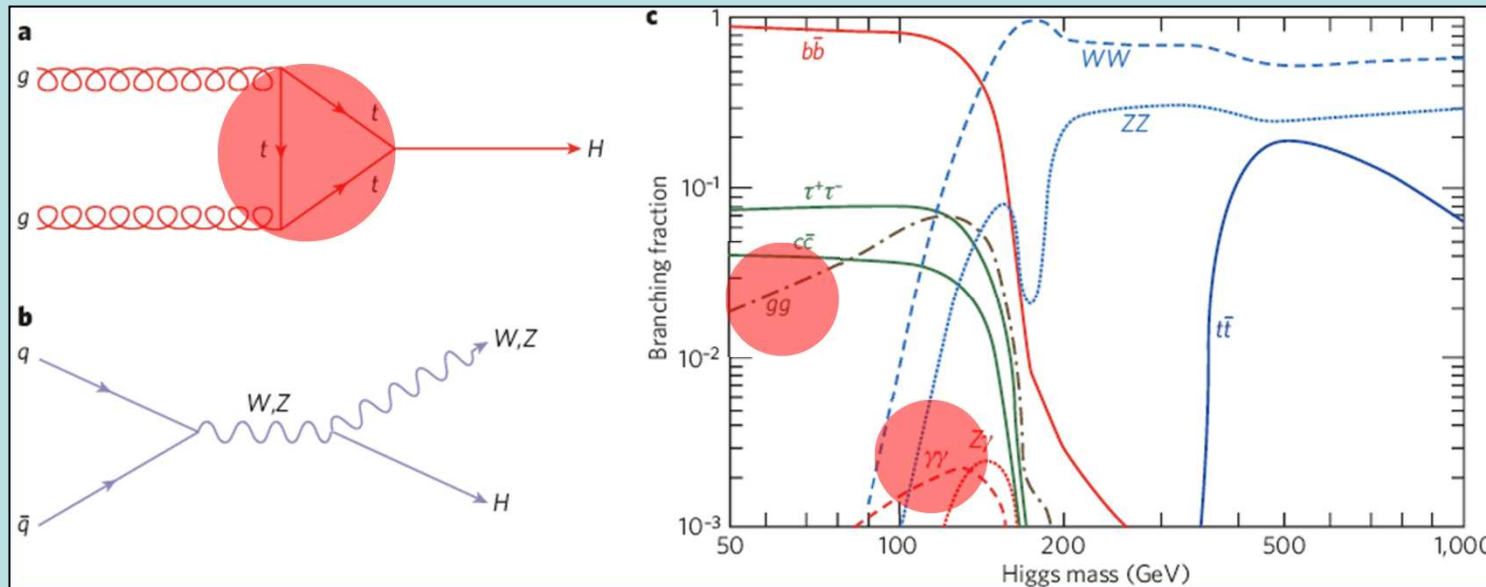 a
g
t
t
H
t
g
b
q
W,Z
W,Z
H
q̄
c
1
bb̄
WW
ZZ
10⁻¹
τ⁺τ⁻
cc̄
gg
tt̄
10⁻²
Zγ
γγ
10⁻³
50
100
200
500
1,000
Branching fraction
Higgs mass (GeV)